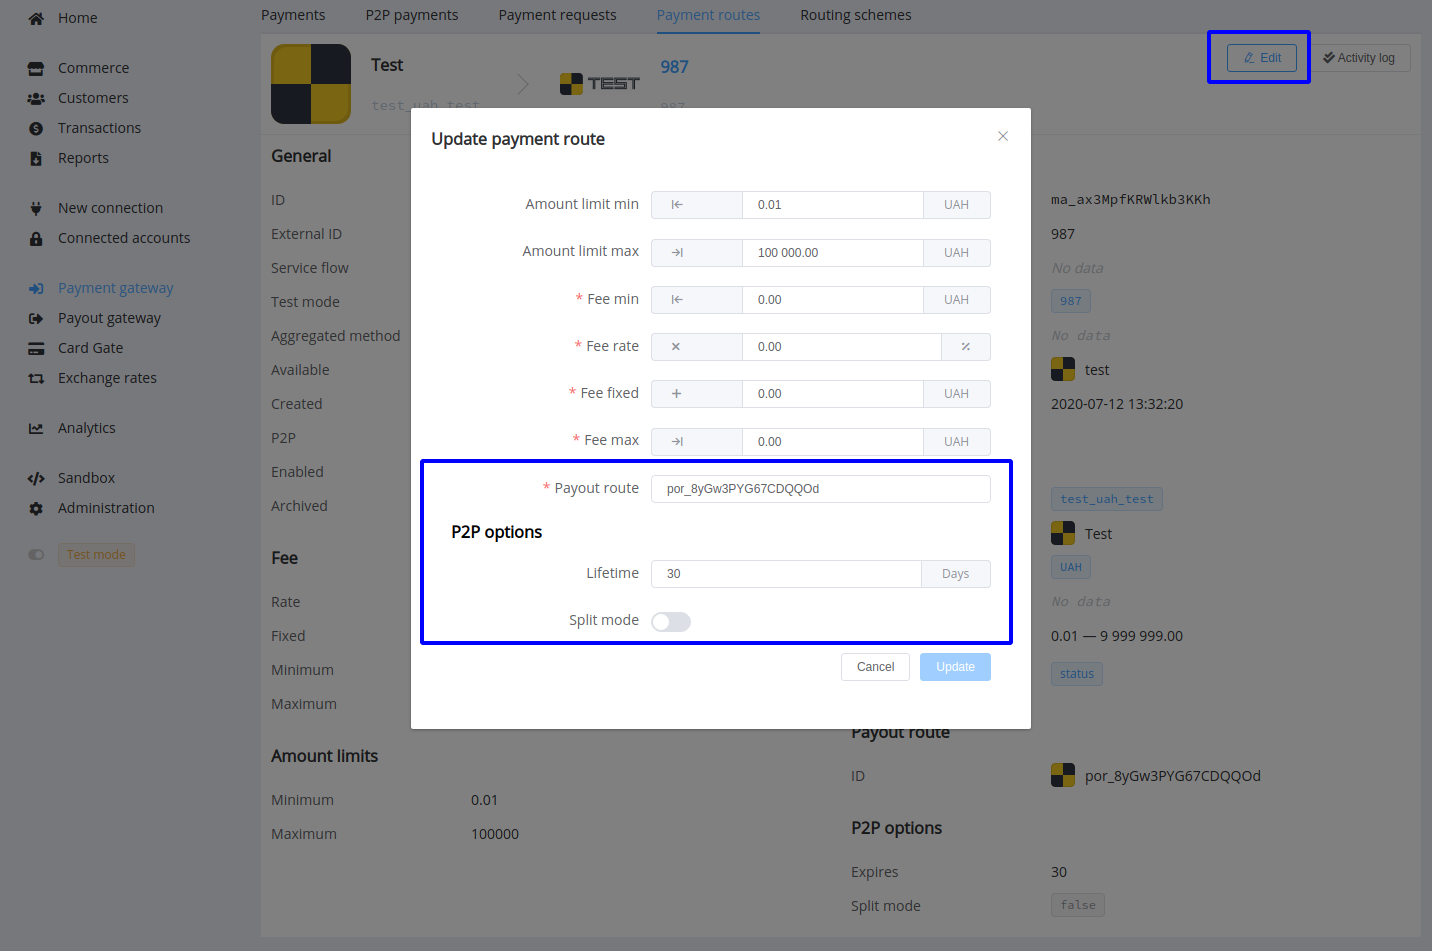 Home
Commerce
Customers
Transactions
Reports
New connection
Connected accounts
Payment gateway
Payout gateway
Card Gate
Exchange rates
Analytics
Sandbox
Administration
Test mode
Payments P2P payments Payment requests Payment routes Routing schemes
Test
test_uah_test
TEST
987
987
Edit
Activity log
General
ID
External ID
Service flow
Test mode
Aggregated method
Available
Created
P2P
Enabled
Archived
Fee
Rate
Fixed
Minimum
Maximum
Amount limits
Minimum 0.01
Maximum 100000
Update payment route
Amount limit min 0.01 UAH
Amount limit max 100 000.00 UAH
* Fee min 0.00 UAH
* Fee rate 0.00 %
* Fee fixed 0.00 UAH
* Fee max 0.00 UAH
* Payout route por_8yGw3PYG67CDQQOd
P2P options
Lifetime 30 Days
Split mode
Cancel Update
ma_ax3MpfKRWlkb3KKh
987
No data
987
No data
test
2020-07-12 13:32:20
test_uah_test
Test
UAH
No data
0.01 — 9 999 999.00
status
Payout route
ID por_8yGw3PYG67CDQQOd
P2P options
Expires 30
Split mode false